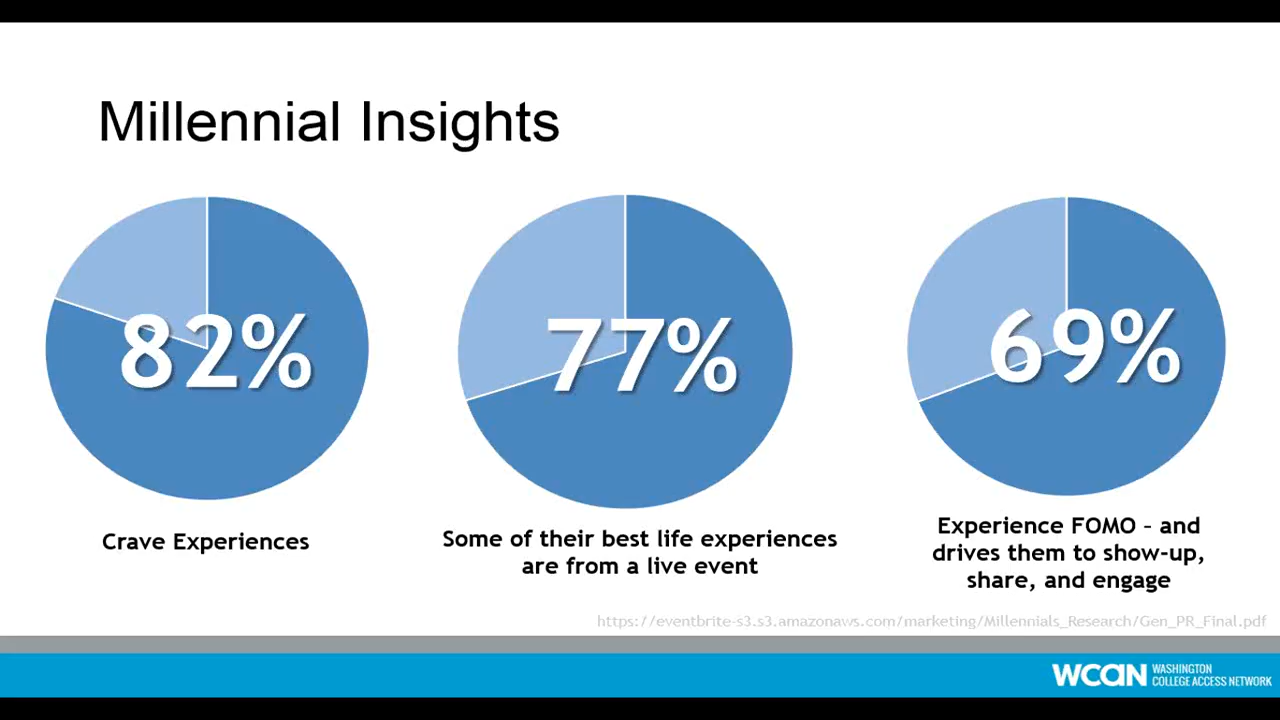 Millennial Insights
82%
77%
69%
Crave Experiences
Some of their best life experiences
are from a live event
Experience FOMO – and
drives them to show-up,
share, and engage
https://eventbrite-s3.s3.amazonaws.com/marketing/Millennials_Research/Gen_PR_Final.pdf
WCAN WASHINGTON
COLLEGE ACCESS NETWORK